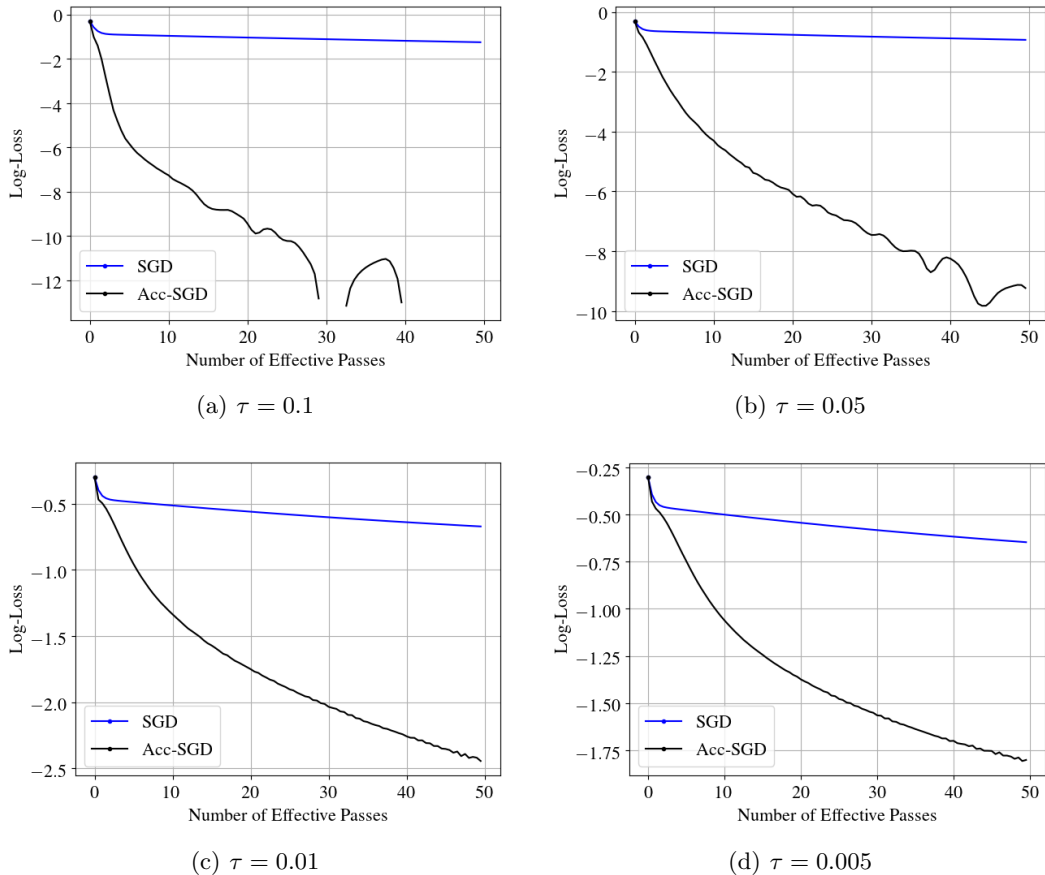 0
−2
−4
−6
−8
−10
−12
Log-Loss
SGD
Acc-SGD
0 10 20 30 40 50
Number of Effective Passes
(a) τ = 0.1
0
−2
−4
−6
−8
−10
Log-Loss
SGD
Acc-SGD
0 10 20 30 40 50
Number of Effective Passes
(b) τ = 0.05
−0.5
−1.0
−1.5
−2.0
−2.5
Log-Loss
SGD
Acc-SGD
0 10 20 30 40 50
Number of Effective Passes
(c) τ = 0.01
−0.25
−0.50
−0.75
−1.00
−1.25
−1.50
−1.75
Log-Loss
SGD
Acc-SGD
0 10 20 30 40 50
Number of Effective Passes
(d) τ = 0.005